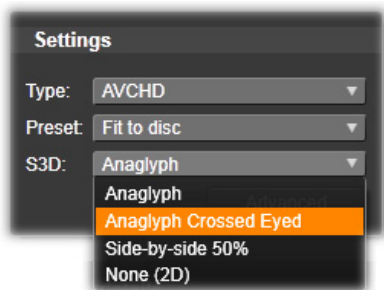 Settings
Type: AVCHD
Preset: Fit to disc
S3D: Anaglyph
Anaglyph
Advanced
Anaglyph Crossed Eyed
Side-by-side 50%
None (2D)